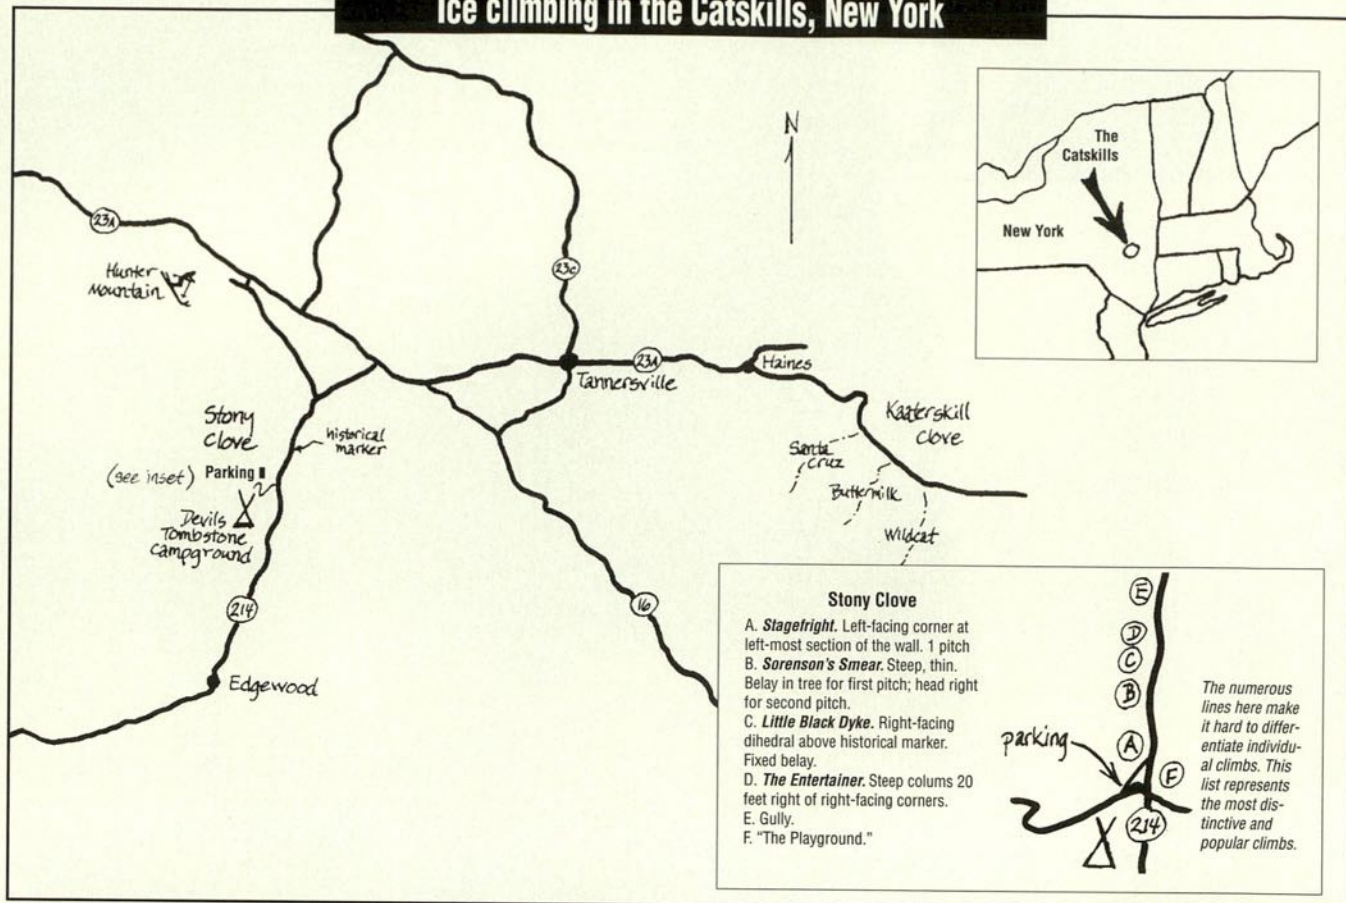 Ice climbing in the Catskills, New York
N
The
Catskills
New York
23A
Hunter
Mountain
23C
23A
Haines
Tannersville
Kaaterskill
Clove
Stony
Clove
historical
marker
Santa
Cruz
(see inset)
Parking
Buttermilk
Devils
Tombstone
Campground
Wildcat
214
16
Edgewood
Stony Clove
A. Stagefright. Left-facing corner at
left-most section of the wall. 1 pitch
B. Sorenson's Smear. Steep, thin.
Belay in tree for first pitch; head right
for second pitch.
C. Little Black Dyke. Right-facing
dihedral above historical marker.
Fixed belay.
D. The Entertainer. Steep colums 20
feet right of right-facing corners.
E. Gully.
F. "The Playground."
E
D
C
B
A
F
parking
214
The numerous
lines here make
it hard to differ-
entiate individu-
al climbs. This
list represents
the most dis-
tinctive and
popular climbs.